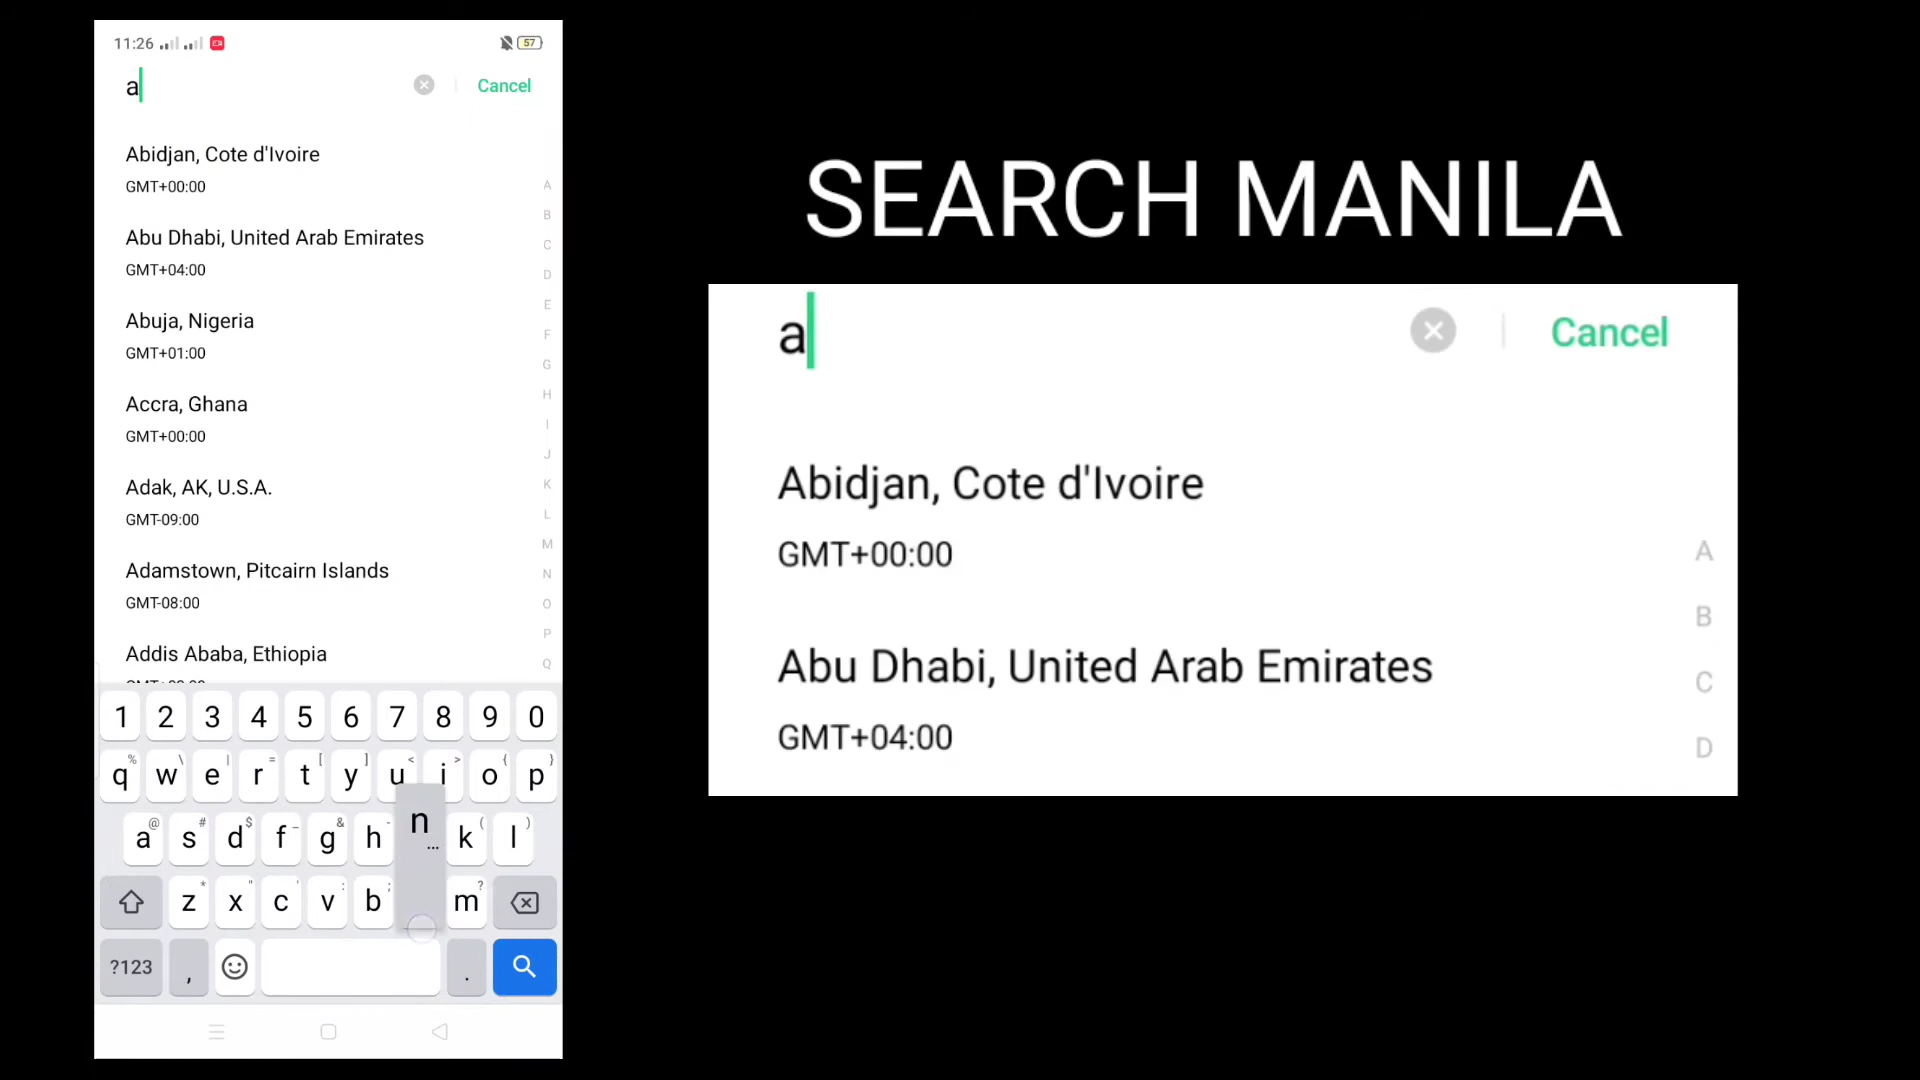 11:26
57
a
Cancel
Abidjan, Cote d'Ivoire
GMT+00:00
Abu Dhabi, United Arab Emirates
GMT+04:00
Abuja, Nigeria
GMT+01:00
Accra, Ghana
GMT+00:00
Adak, AK, U.S.A.
GMT-09:00
Adamstown, Pitcairn Islands
GMT-08:00
Addis Ababa, Ethiopia
A
B
C
D
E
F
G
H
I
J
K
L
M
N
O
P
Q
1 2 3 4 5 6 7 8 9 0
% \ | = [ ] < > { }
q w e r t y u i o p
@ # $ _ & - ( )
a s d f g h n k l
...
* " ' : ; ?
z x c v b m
?123 , .
SEARCH MANILA
a
Cancel
Abidjan, Cote d'Ivoire
GMT+00:00
Abu Dhabi, United Arab Emirates
GMT+04:00
A
B
C
D